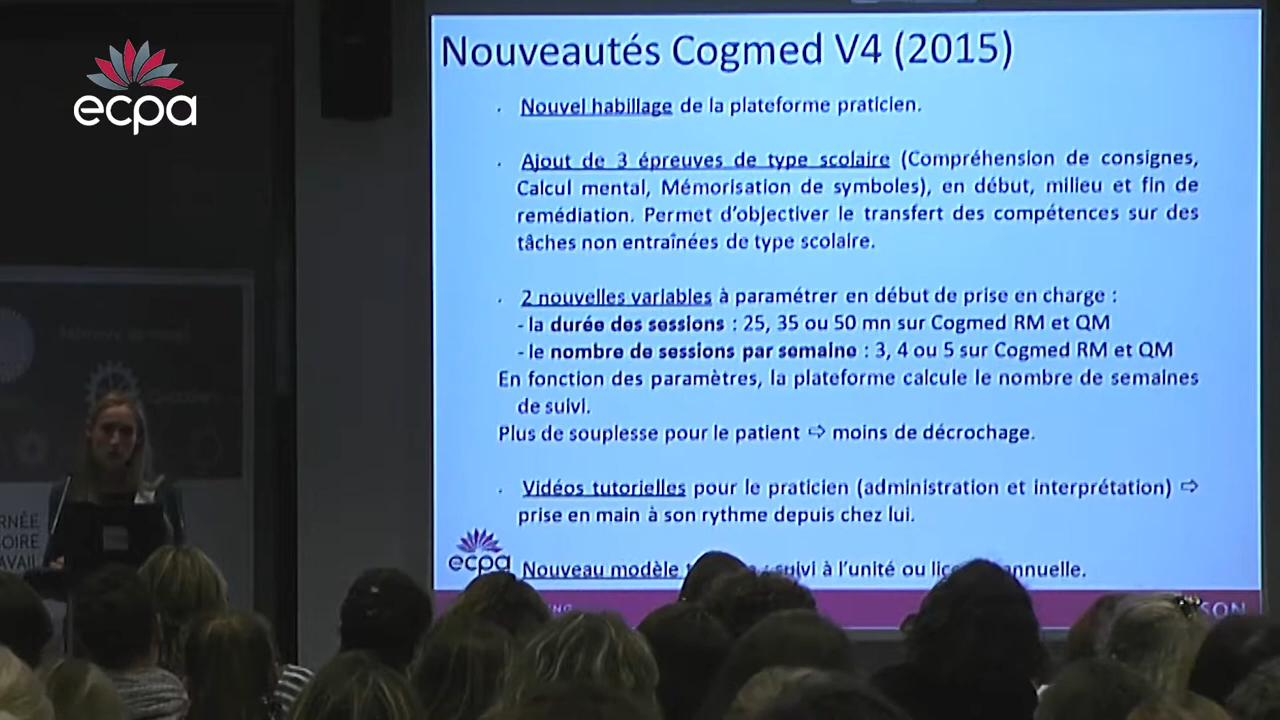 ecpa
Nouveautés Cogmed V4 (2015)
. Nouvel habillage de la plateforme praticien.
. Ajout de 3 épreuves de type scolaire (Compréhension de consignes,
Calcul mental, Mémorisation de symboles), en début, milieu et fin de
remédiation. Permet d'objectiver le transfert des compétences sur des
tâches non entraînées de type scolaire.
. 2 nouvelles variables à paramétrer en début de prise en charge :
- la durée des sessions : 25, 35 ou 50 mn sur Cogmed RM et QM
- le nombre de sessions par semaine : 3, 4 ou 5 sur Cogmed RM et QM
En fonction des paramètres, la plateforme calcule le nombre de semaines
de suivi.
Plus de souplesse pour le patient ⇨ moins de décrochage.
. Vidéos tutorielles pour le praticien (administration et interprétation) ⇨
prise en main à son rythme depuis chez lui.
ecpa
Nouveau modèle : suivi à l'unité ou annuelle.
RNÉE
OIRE
AVAIL
SON